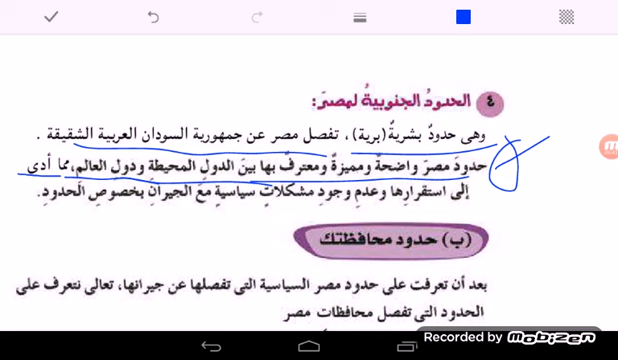 ٤ الحدودُ الجنوبيةُ لمصرَ:
وهى حدودٌ بشريةٌ (برية)، تفصل مصر عن جمهورية السودان العربية الشقيقة .
حدودَ مصرَ واضحةٌ ومميزةٌ ومعترفٌ بها بينَ الدولِ المحيطةِ ودولِ العالمِ، مما أدى
إلى استقرارِها وعدمِ وجودِ مشكلاتٍ سياسيةٍ معَ الجيرانِ بخصوصِ الحدودِ.
(ب) حدود محافظتك
بعد أن تعرفت على حدود مصر السياسية التى تفصلها عن جيرانها، تعالى نتعرف على
الحدود التى تفصل محافظات مصر
Recorded by mobizen